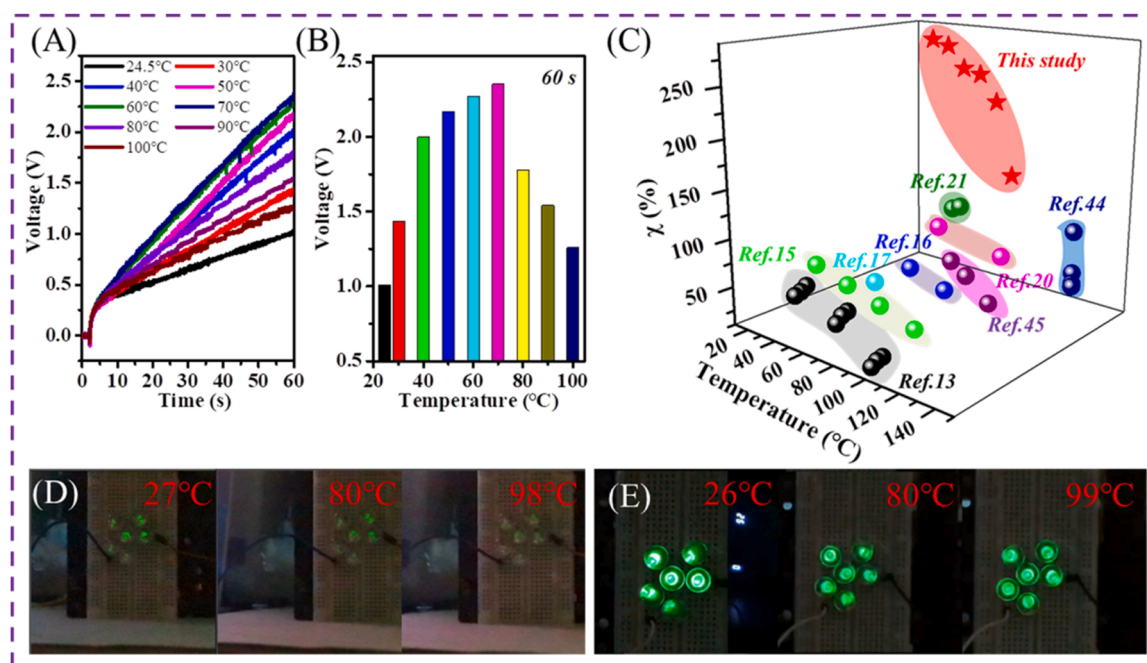 (A)
24.5°C 30°C
40°C 50°C
60°C 70°C
80°C 90°C
100°C
2.5
2.0
1.5
1.0
0.5
0.0
Voltage (V)
0 10 20 30 40 50 60
Time (s)
(B)
60 s
2.5
2.0
1.5
1.0
0.5
Voltage (V)
20 40 60 80 100
Temperature (°C)
(C)
This study
250
200
150
100
50
χ (%)
Ref.21
Ref.44
Ref.15
Ref.17
Ref.16
Ref.20
Ref.45
Ref.13
20
40
60
80
100
120
140
Temperature (°C)
(D)
27°C
80°C
98°C
(E)
26°C
80°C
99°C